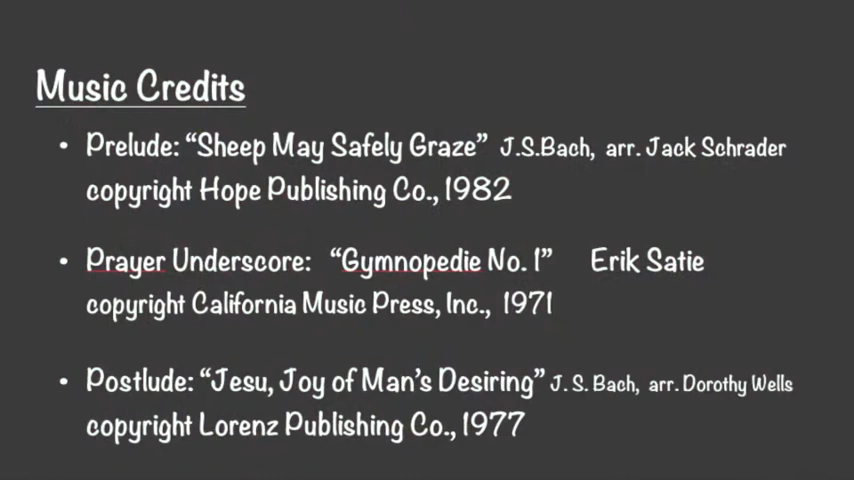 Music Credits
• Prelude: “Sheep May Safely Graze” J.S.Bach, arr. Jack Schrader
copyright Hope Publishing Co., 1982
• Prayer Underscore: “Gymnopedie No. 1” Erik Satie
copyright California Music Press, Inc., 1971
• Postlude: “Jesu, Joy of Man’s Desiring” J. S. Bach, arr. Dorothy Wells
copyright Lorenz Publishing Co., 1977